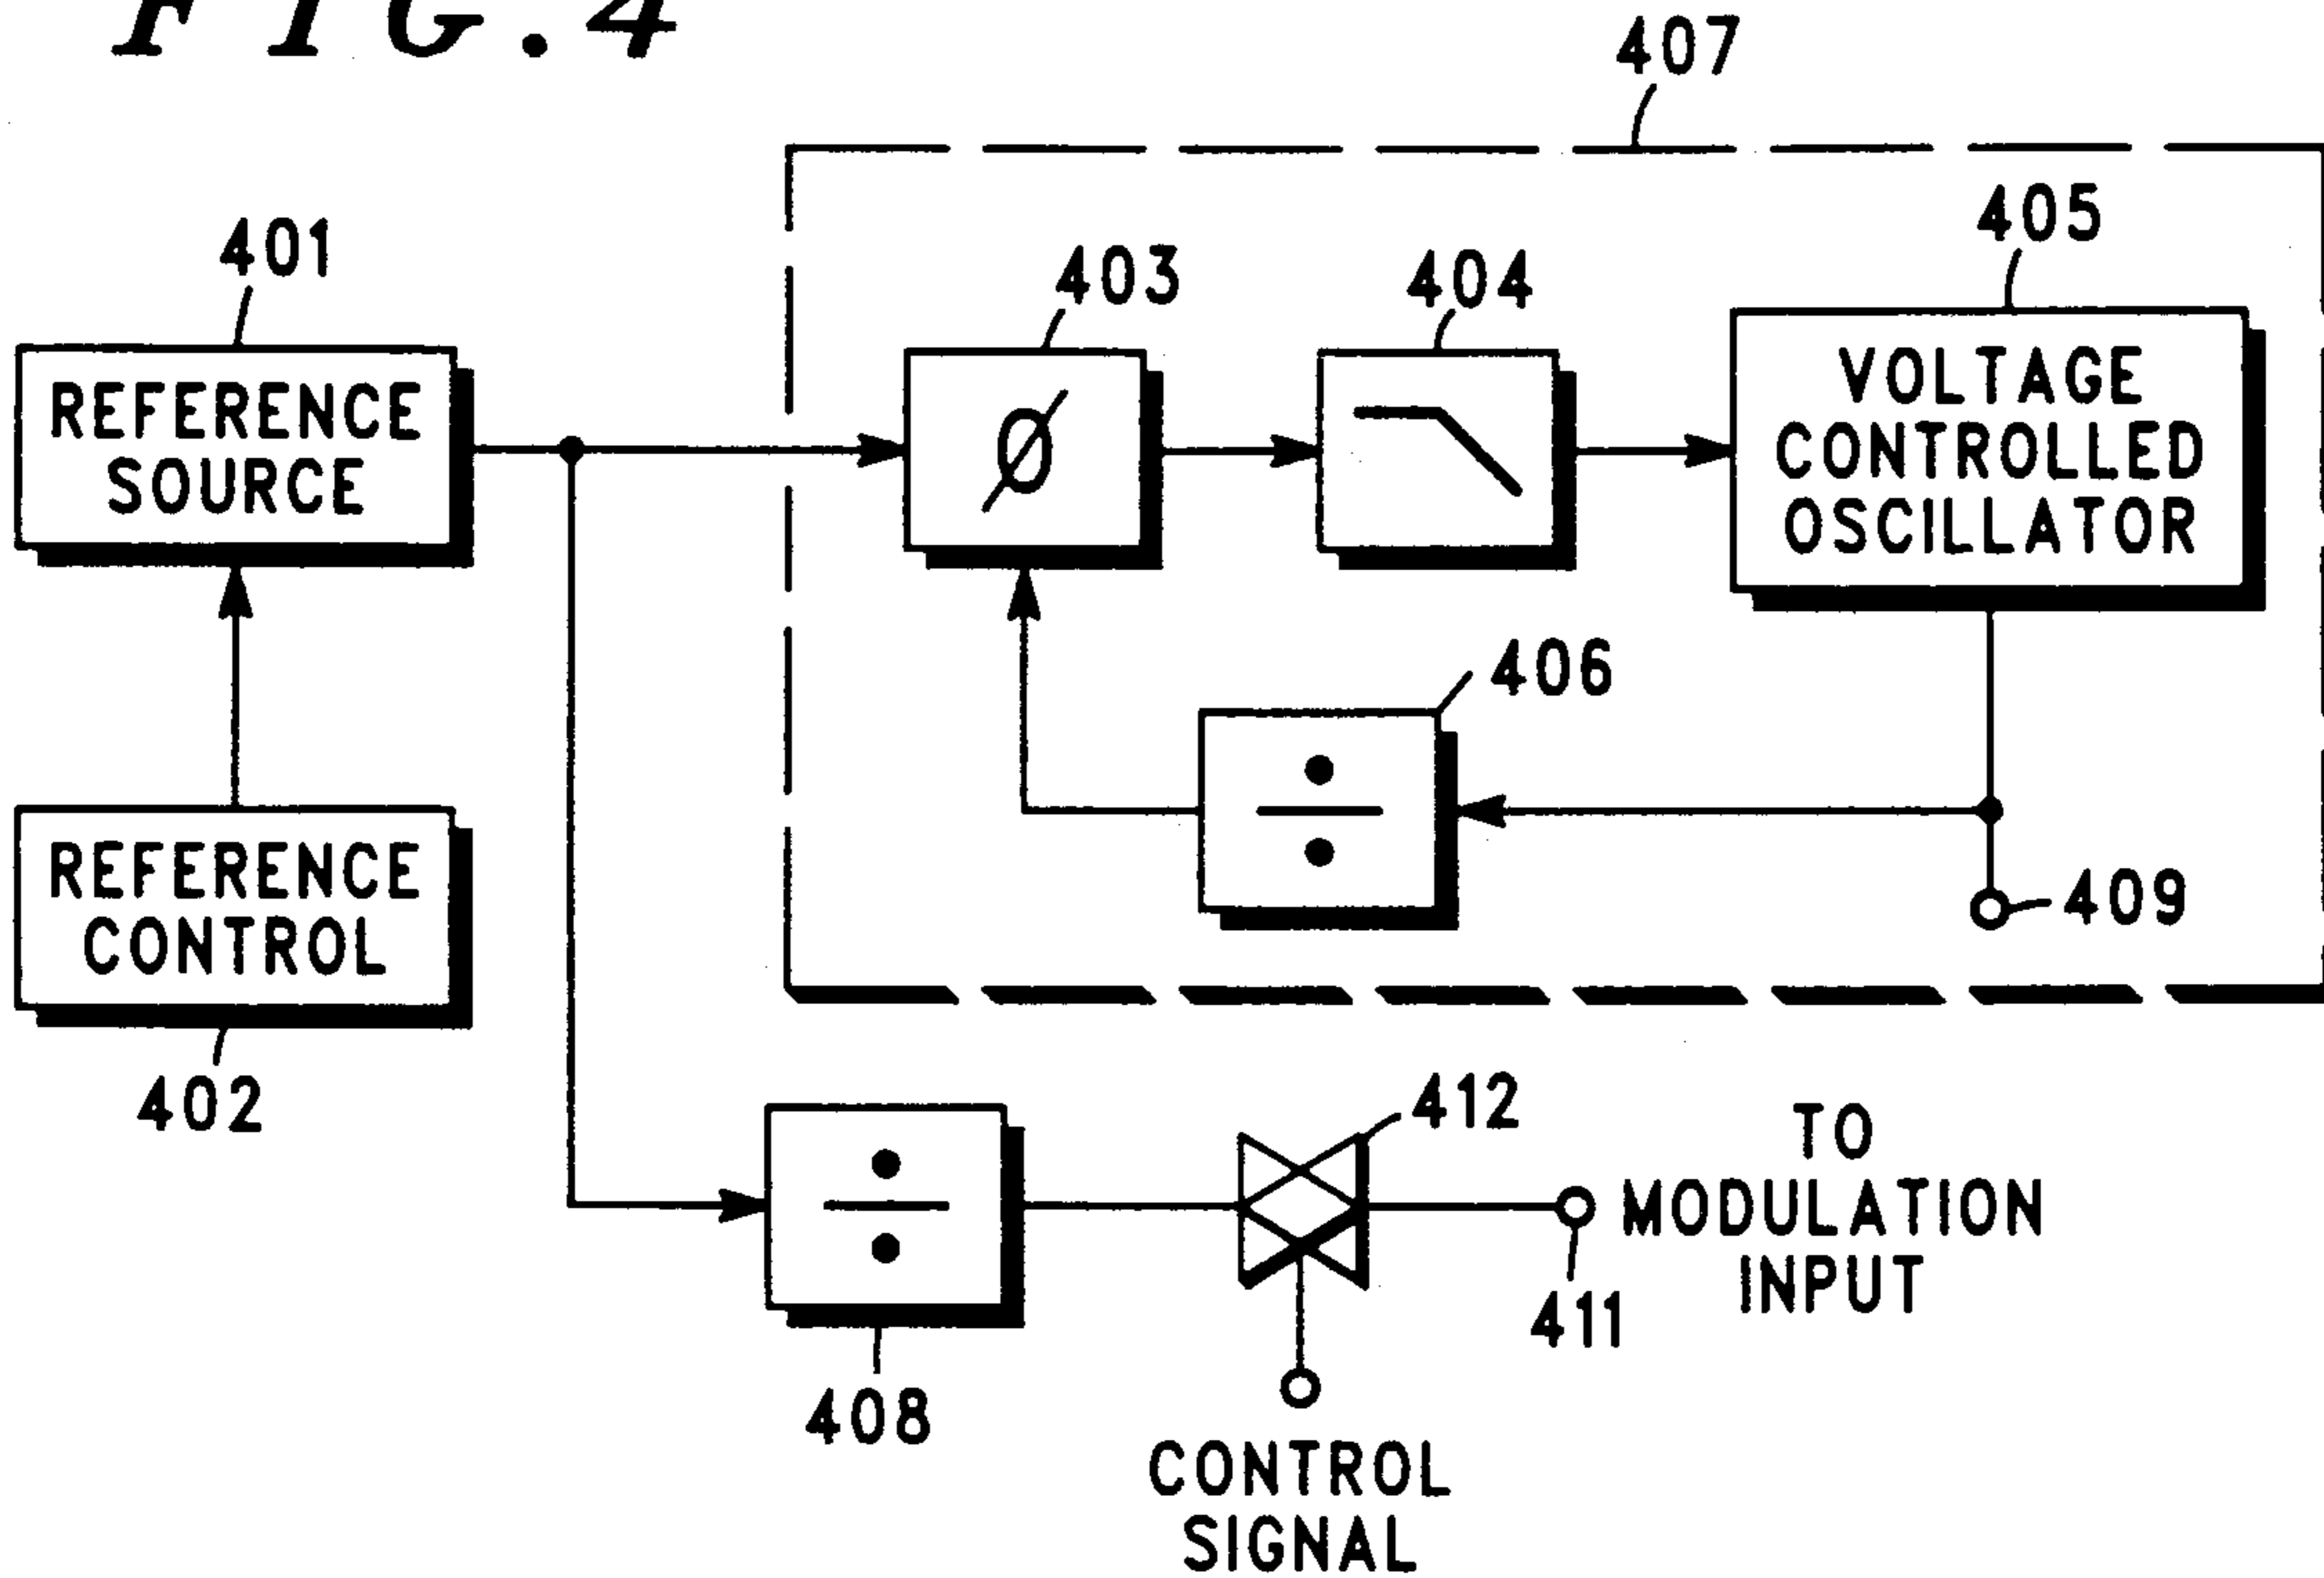 FIG.4
407
405
401
403
404
REFERENCE
SOURCE
Ø
VOLTAGE
CONTROLLED
OSCILLATOR
406
÷
REFERENCE
CONTROL
409
402
412
÷
TO
MODULATION
INPUT
411
408
CONTROL
SIGNAL